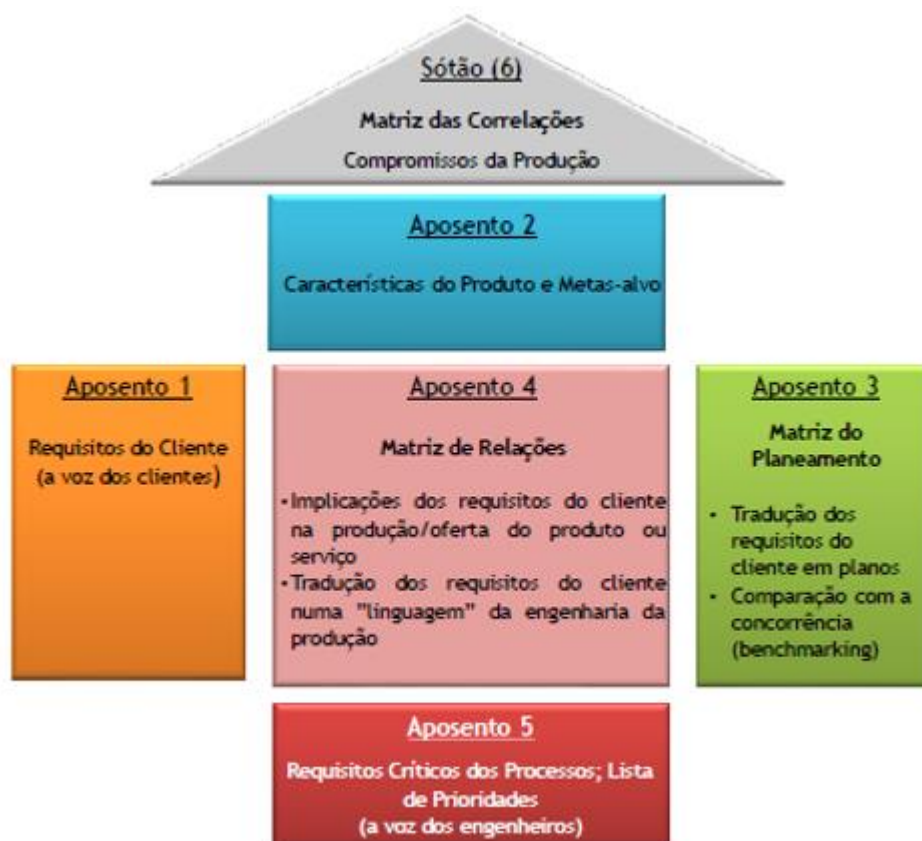 Sótão (6)
Matriz das Correlações
Compromissos da Produção
Aposento 2
Características do Produto e Metas-alvo
Aposento 1
Requisitos do Cliente
(a voz dos clientes)
Aposento 4
Matriz de Relações
•Implicações dos requisitos do cliente
na produção/oferta do produto ou
serviço
•Tradução dos requisitos do cliente
numa ”linguagem” da engenharia da
produção
Aposento 3
Matriz do
Planeamento
• Tradução dos
requisitos do
cliente em planos
• Comparação com a
concorrência
(benchmarking)
Aposento 5
Requisitos Críticos dos Processos; Lista
de Prioridades
(a voz dos engenheiros)